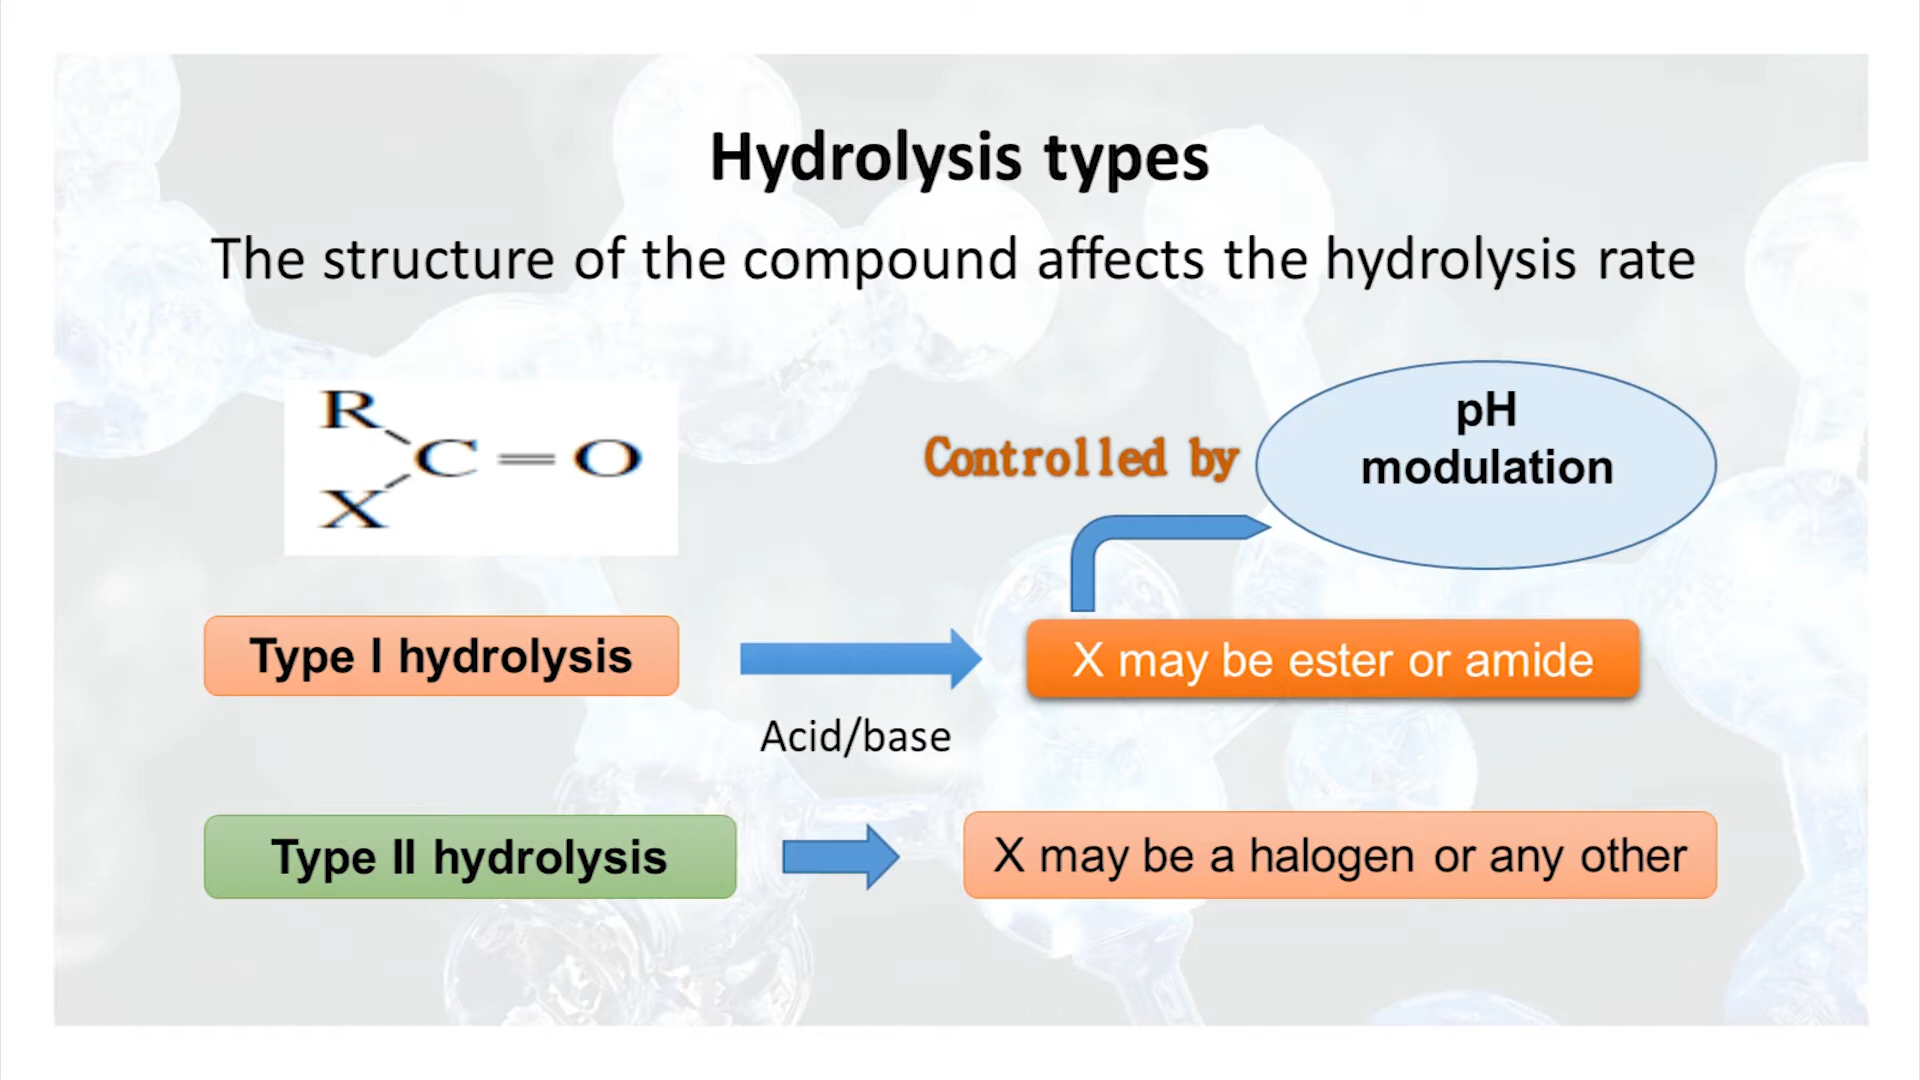 Hydrolysis types
The structure of the compound affects the hydrolysis rate
R
C=O
X
Controlled by
pH
modulation
Type I hydrolysis
X may be ester or amide
Acid/base
Type II hydrolysis
X may be a halogen or any other